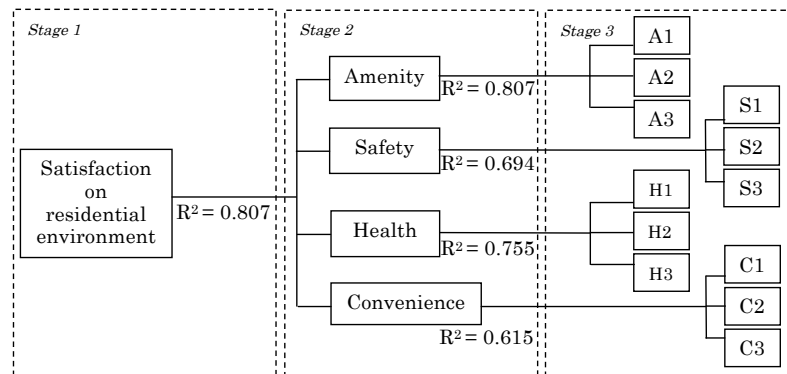 Stage 1
Stage 2
Stage 3
Satisfaction
on
residential
environment
R² = 0.807
Amenity
R² = 0.807
Safety
R² = 0.694
Health
R² = 0.755
Convenience
R² = 0.615
A1
A2
A3
S1
S2
S3
H1
H2
H3
C1
C2
C3